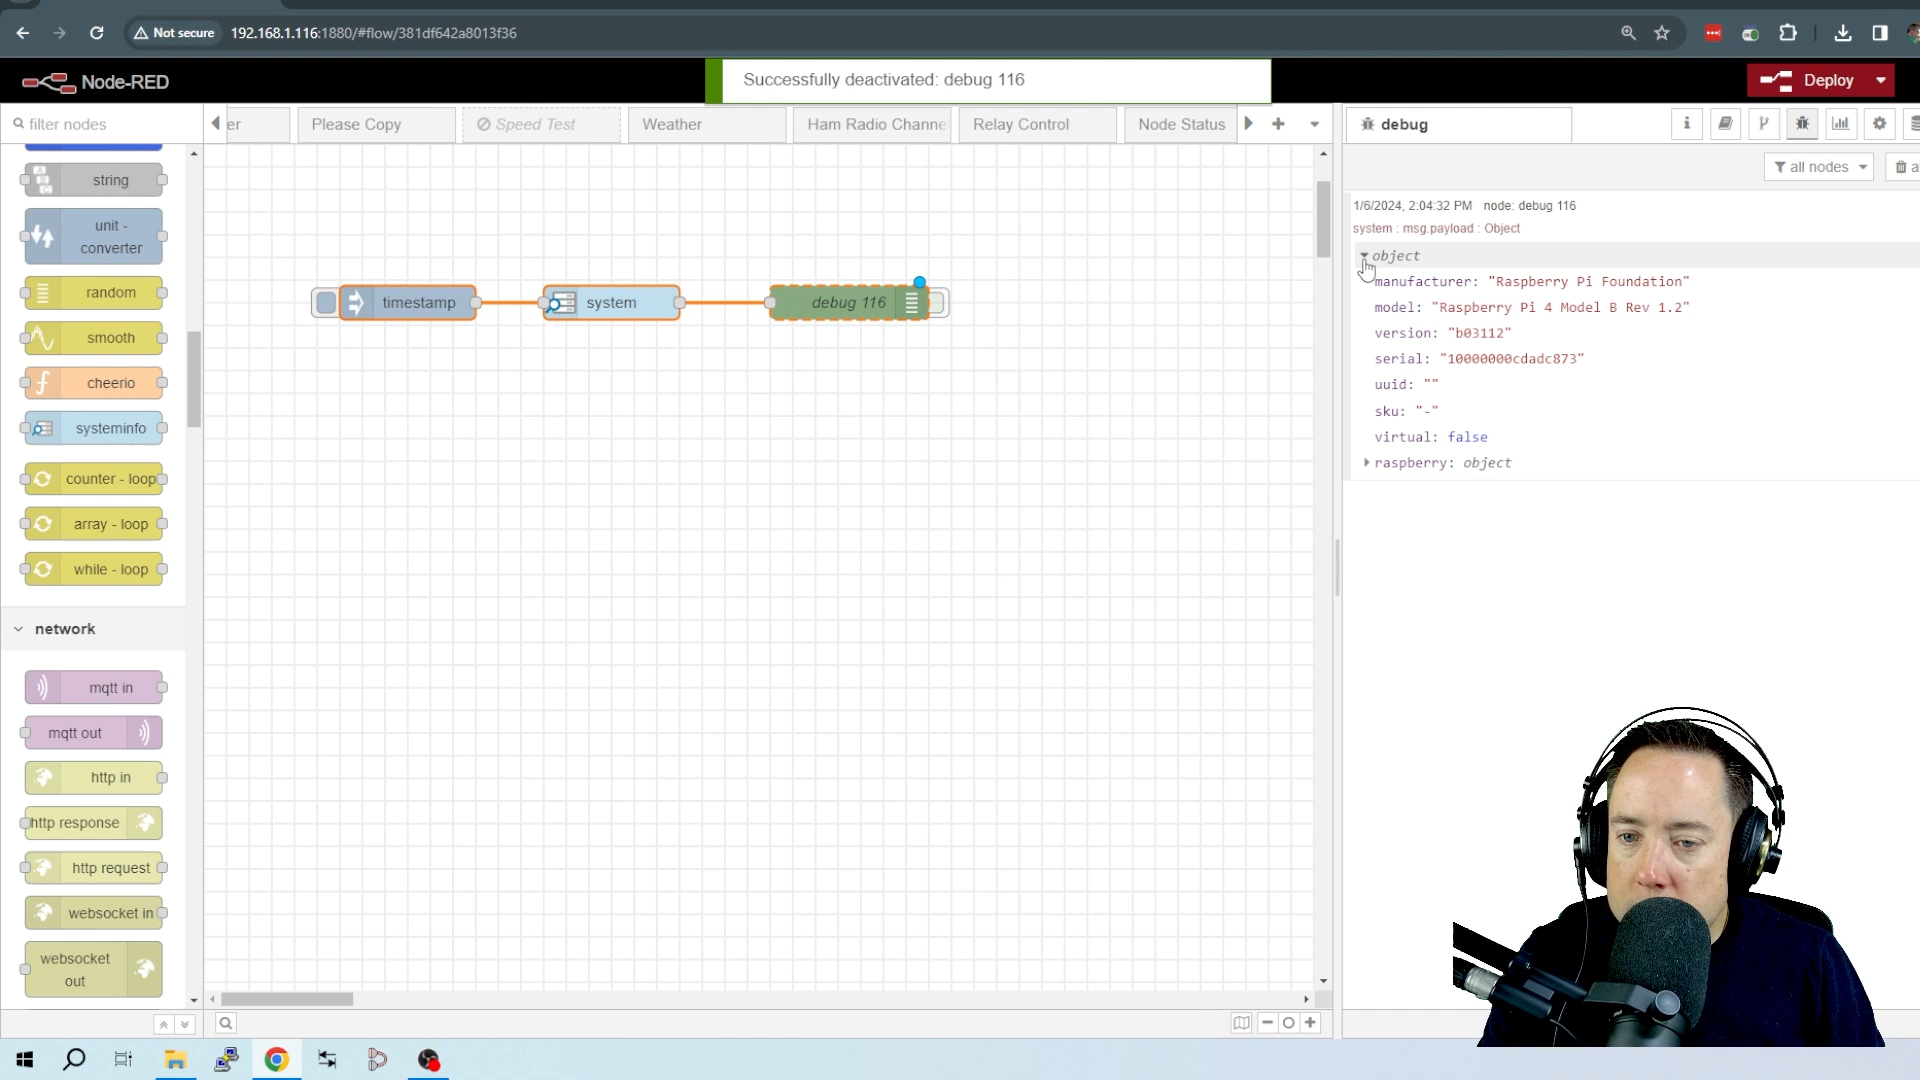 Not secure
192.168.1.116:1880/#flow/381df642a8013f36
Node-RED
Successfully deactivated: debug 116
Deploy
filter nodes
er
Please Copy
Speed Test
Weather
Ham Radio Channe
Relay Control
Node Status
debug
all nodes
a
string
unit -
converter
random
smooth
cheerio
systeminfo
counter - loop
array - loop
while - loop
network
mqtt in
mqtt out
http in
http response
http request
websocket in
websocket
out
timestamp
system
debug 116
1/6/2024, 2:04:32 PM node: debug 116
system : msg.payload : Object
object
manufacturer: "Raspberry Pi Foundation"
model: "Raspberry Pi 4 Model B Rev 1.2"
version: "b03112"
serial: "10000000cdadc873"
uuid: ""
sku: "-"
virtual: false
raspberry: object